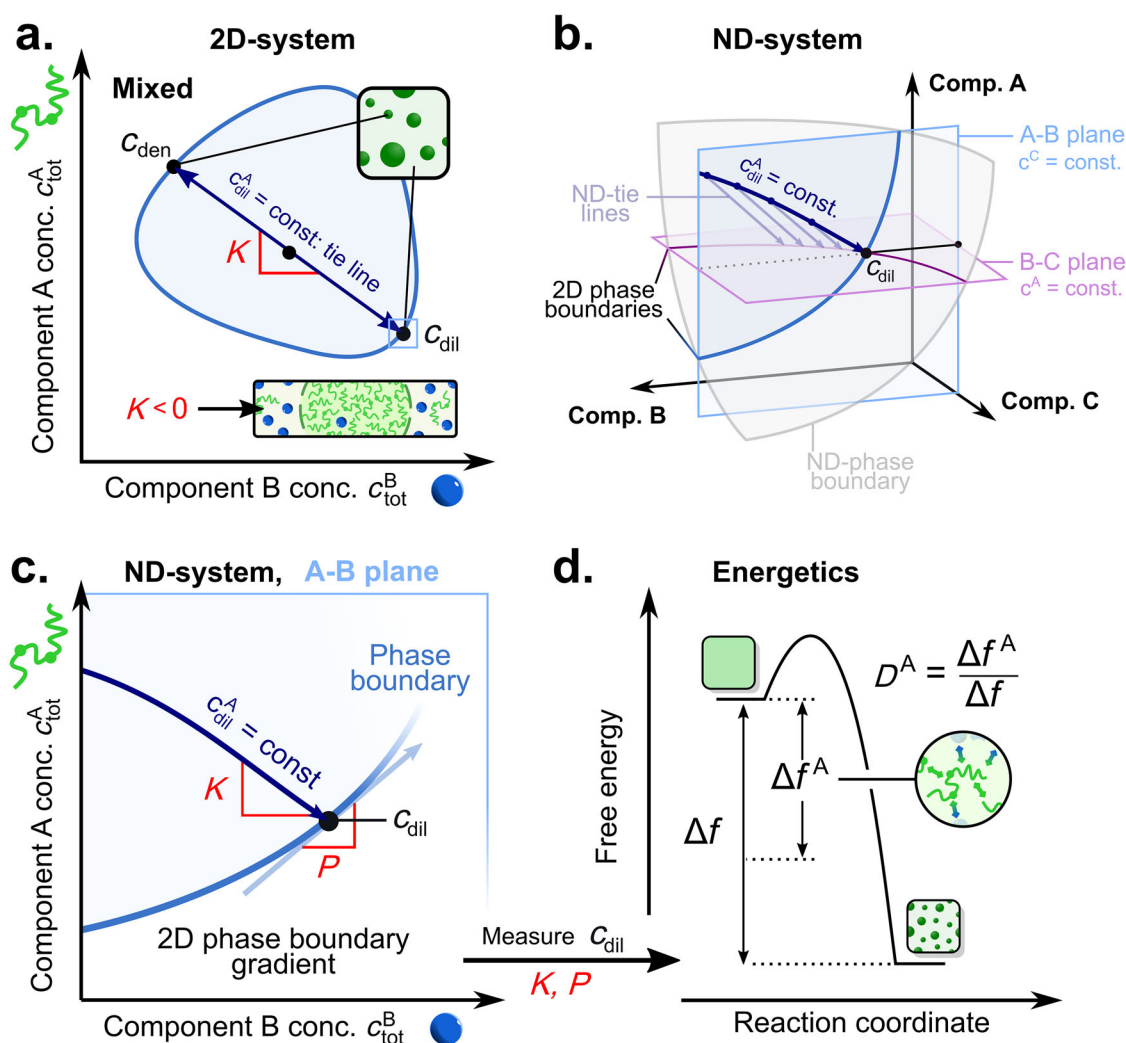 a.
2D-system
Component A conc. c_tot^A
Mixed
c_den
c_dil^A = const: tie line
K
c_dil
K < 0
Component B conc. c_tot^B
b.
ND-system
Comp. A
A-B plane
c^C = const.
ND-tie
lines
c_dil^A = const.
B-C plane
c^A = const.
c_dil
2D phase
boundaries
Comp. B
Comp. C
ND-phase
boundary
c.
ND-system, A-B plane
Component A conc. c_tot^A
Phase
boundary
c_dil^A = const
K
c_dil
P
2D phase boundary
gradient
Component B conc. c_tot^B
Measure c_dil
K, P
d.
Energetics
Free energy
D^A = Δf^A / Δf
Δf^A
Δf
Reaction coordinate